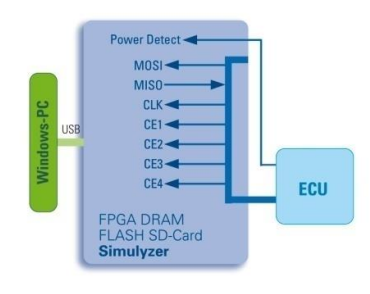 Power Detect
MOSI
MISO
CLK
CE1
CE2
CE3
CE4
Windows-PC
USB
ECU
FPGA DRAM
FLASH SD-Card
Simulyzer